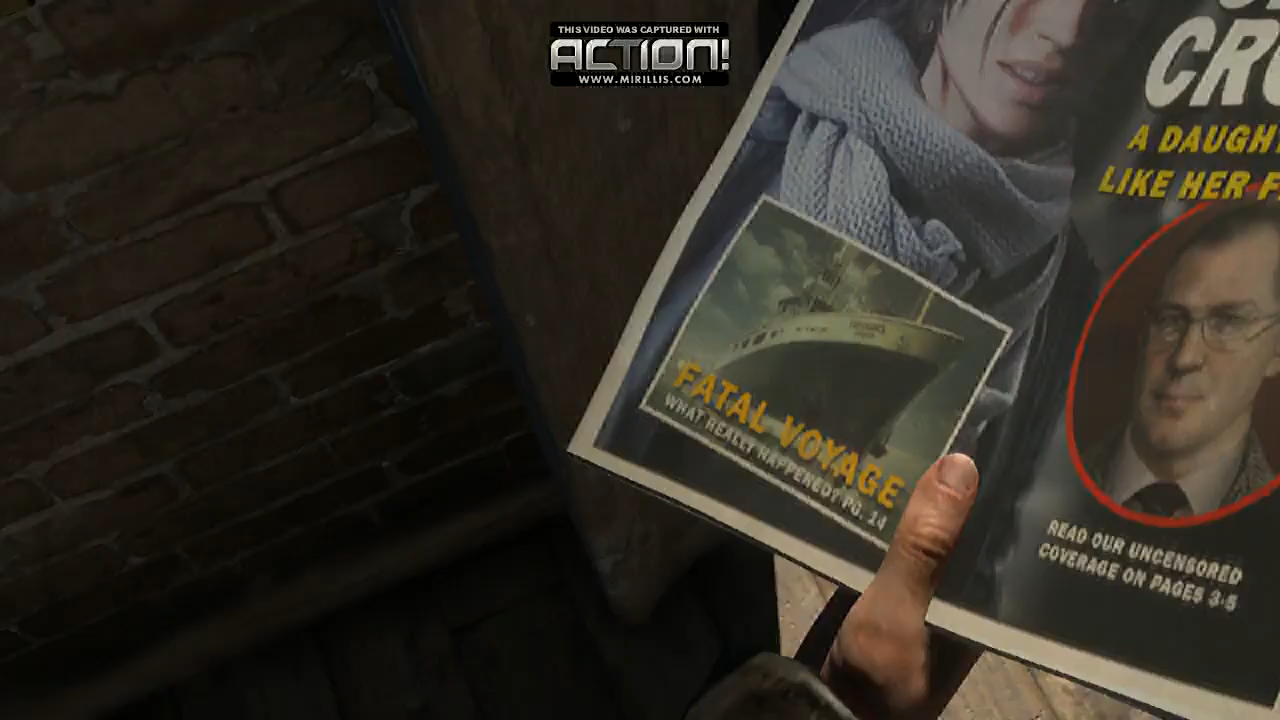 THIS VIDEO WAS CAPTURED WITH
ACTION!
WWW.MIRILLIS.COM
A DAUGH
LIKE HER F
FATAL VOYAGE
WHAT REALLY HAPPENED? PG. 14
READ OUR UNCENSORED
COVERAGE ON PAGES 3-5